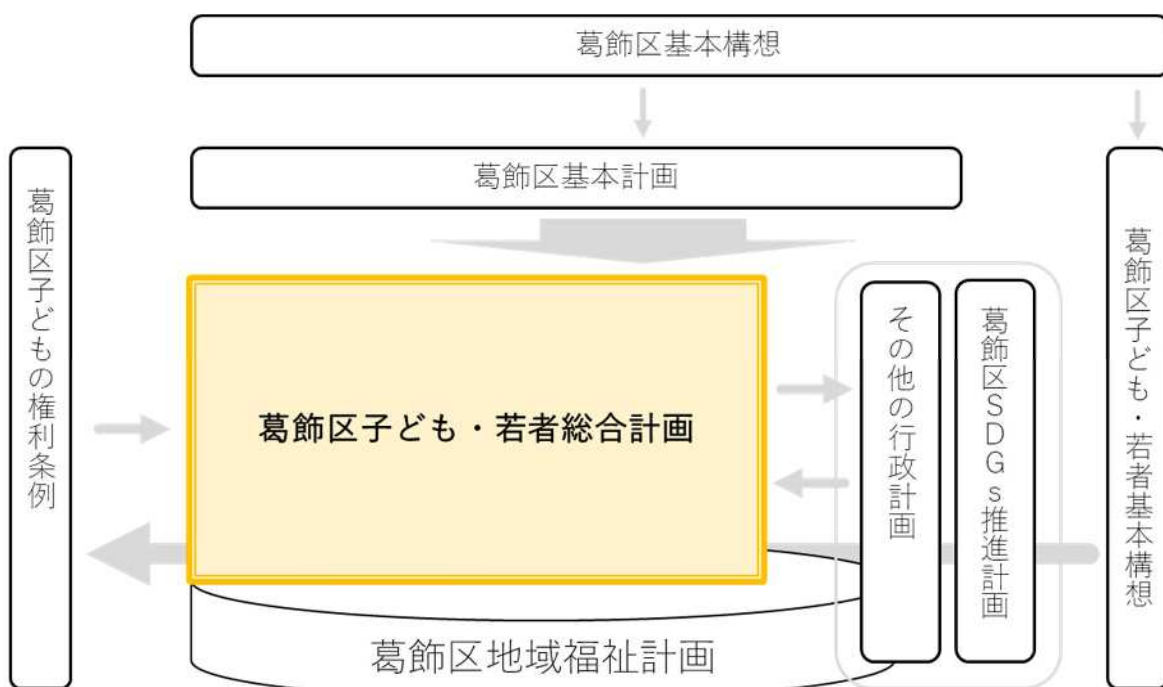 葛飾区基本構想
葛飾区基本計画
葛飾区子どもの権利条例
葛飾区子ども・若者総合計画
その他の行政計画
葛飾区SDGs推進計画
葛飾区子ども・若者基本構想
葛飾区地域福祉計画